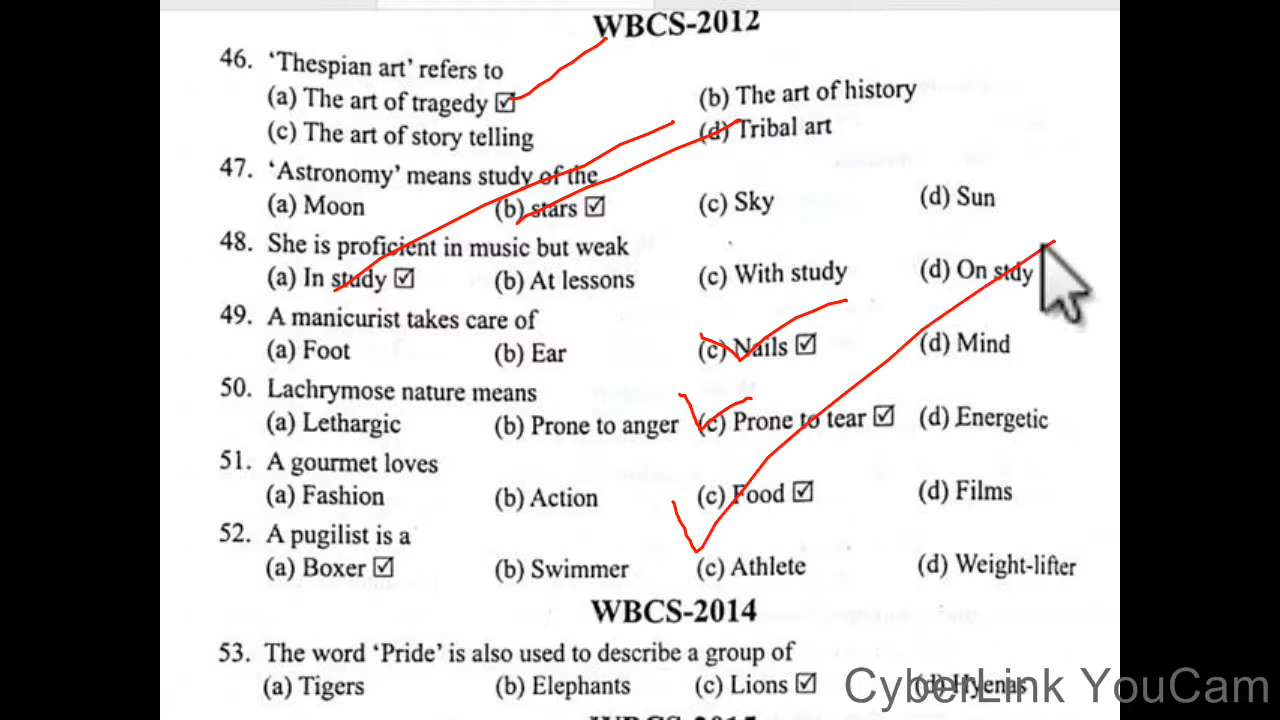 WBCS-2012
46. 'Thespian art' refers to
(a) The art of tragedy ☑ (b) The art of history
(c) The art of story telling (d) Tribal art
47. 'Astronomy' means study of the
(a) Moon (b) stars ☑ (c) Sky (d) Sun
48. She is proficient in music but weak
(a) In study ☑ (b) At lessons (c) With study (d) On stdy
49. A manicurist takes care of
(a) Foot (b) Ear (c) Nails ☑ (d) Mind
50. Lachrymose nature means
(a) Lethargic (b) Prone to anger (c) Prone to tear ☑ (d) Energetic
51. A gourmet loves
(a) Fashion (b) Action (c) Food ☑ (d) Films
52. A pugilist is a
(a) Boxer ☑ (b) Swimmer (c) Athlete (d) Weight-lifter
WBCS-2014
53. The word 'Pride' is also used to describe a group of
(a) Tigers (b) Elephants (c) Lions ☑ (d) Hyenas
CyberLink YouCam